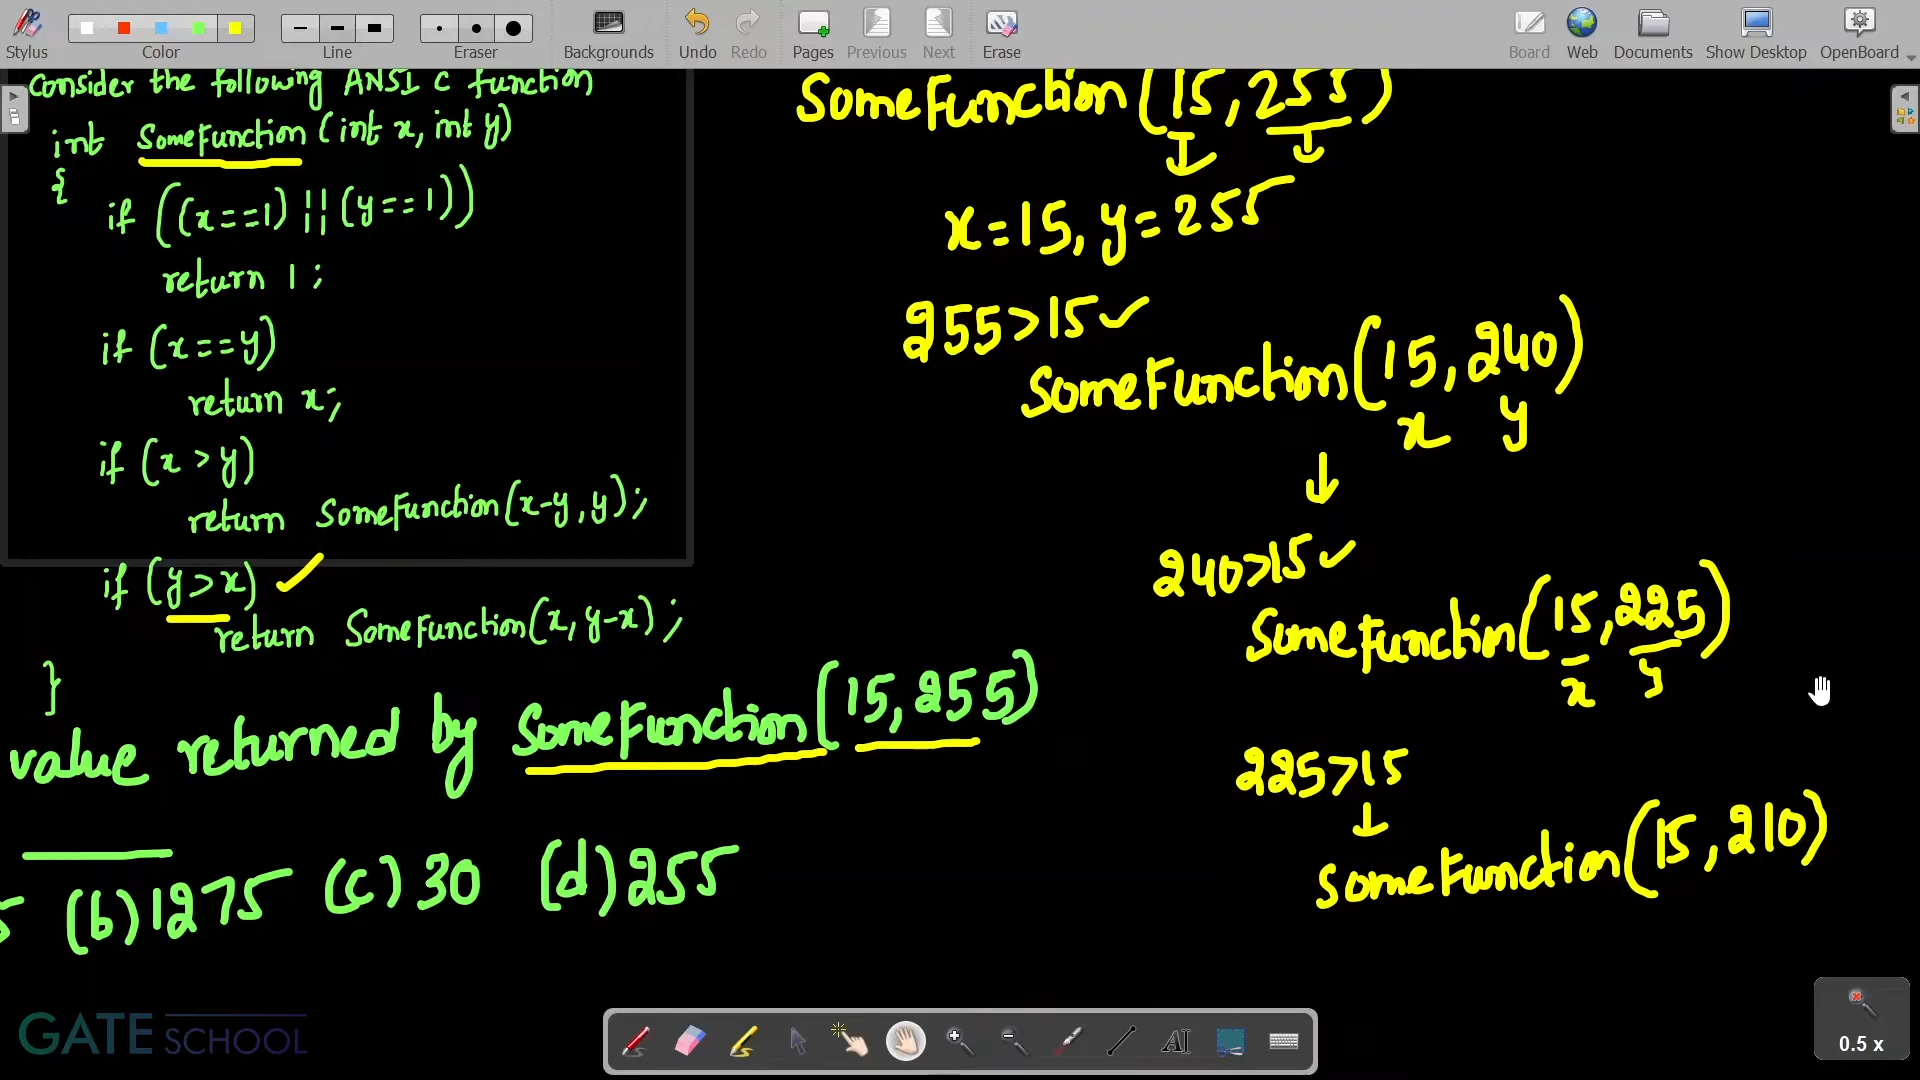 Stylus
Color
Line
Eraser
Backgrounds
Undo
Redo
Pages
Previous
Next
Erase
Board
Web
Documents
Show Desktop
OpenBoard
Consider the following ANSI C function
int SomeFunction (int x, int y)
{
if ((x==1) || (y==1))
return 1;
if (x==y)
return x;
if (x > y)
return SomeFunction(x-y, y);
if (y>x) ✓
return SomeFunction(x, y-x);
}
value returned by SomeFunction(15, 255)
5 (b) 1275 (c) 30 (d) 255
SomeFunction(15, 255)
x=15, y=255
255>15 ✓
SomeFunction(15, 240)
x y
240>15 ✓
SomeFunction(15, 225)
x y
225>15
SomeFunction(15, 210)
GATE SCHOOL
0.5 x